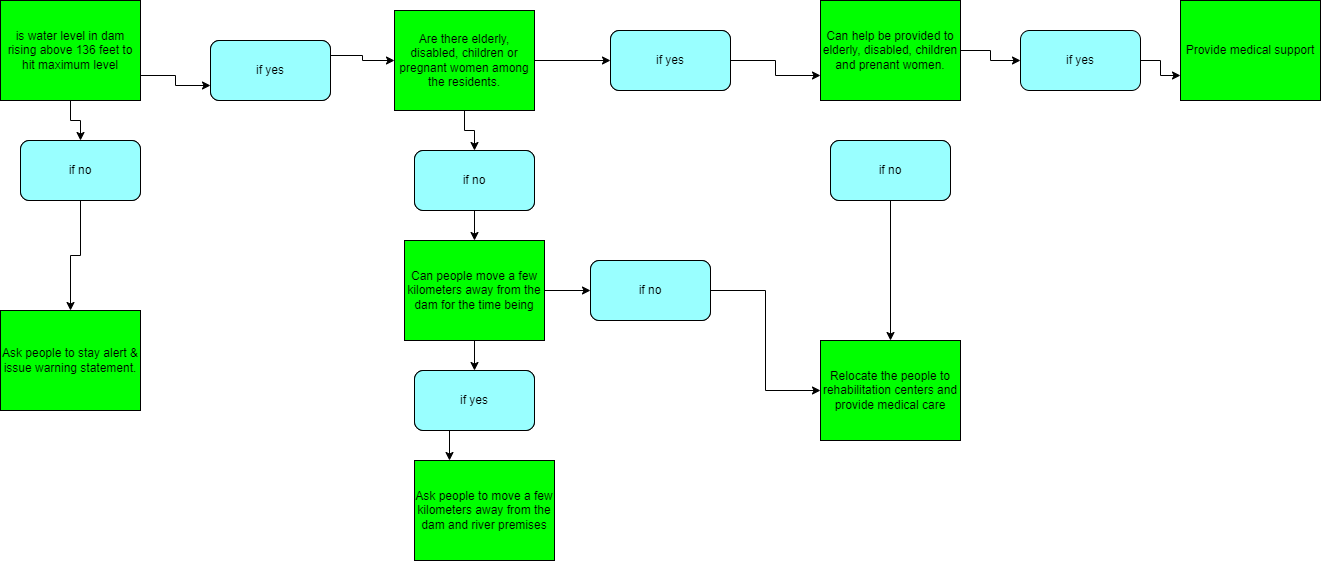 is water level in dam
rising above 136 feet to
hit maximum level
if yes
Are there elderly,
disabled, children or
pregnant women among
the residents.
if yes
Can help be provided to
elderly, disabled, children
and prenant women.
if yes
Provide medical support
if no
if no
if no
Can people move a few
kilometers away from the
dam for the time being
if no
Ask people to stay alert &
issue warning statement.
if yes
Relocate the people to
rehabilitation centers and
provide medical care
Ask people to move a few
kilometers away from the
dam and river premises